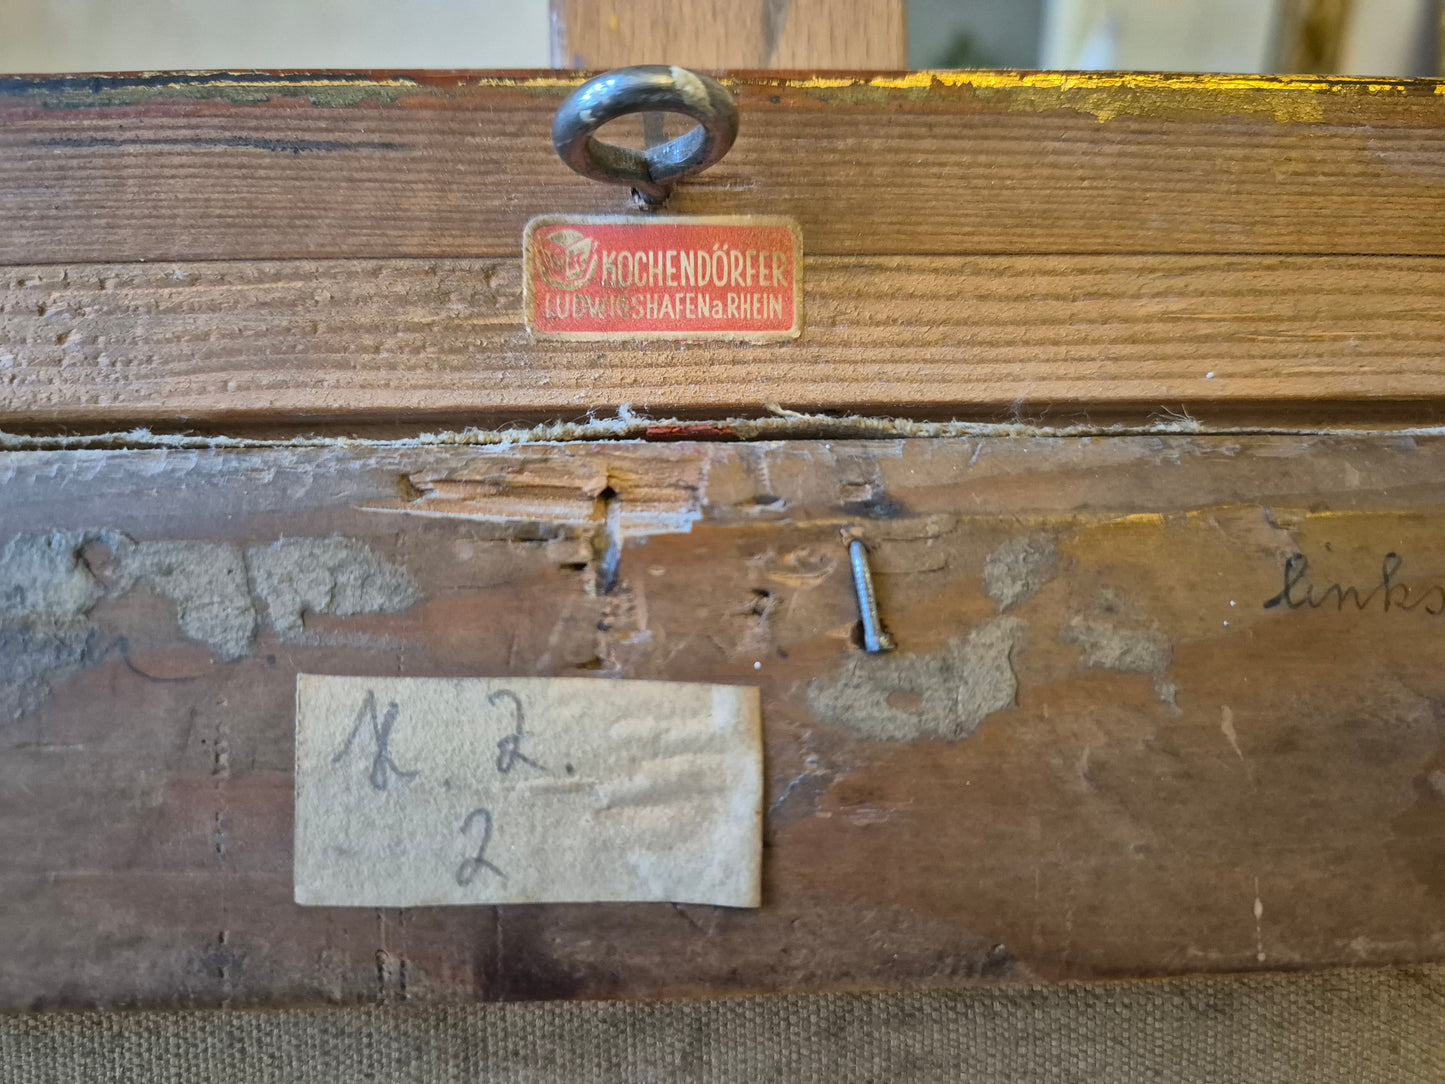 KOCHENDÖRFER
LUDWIGSHAFEN a. RHEIN
links
K. 2.
2